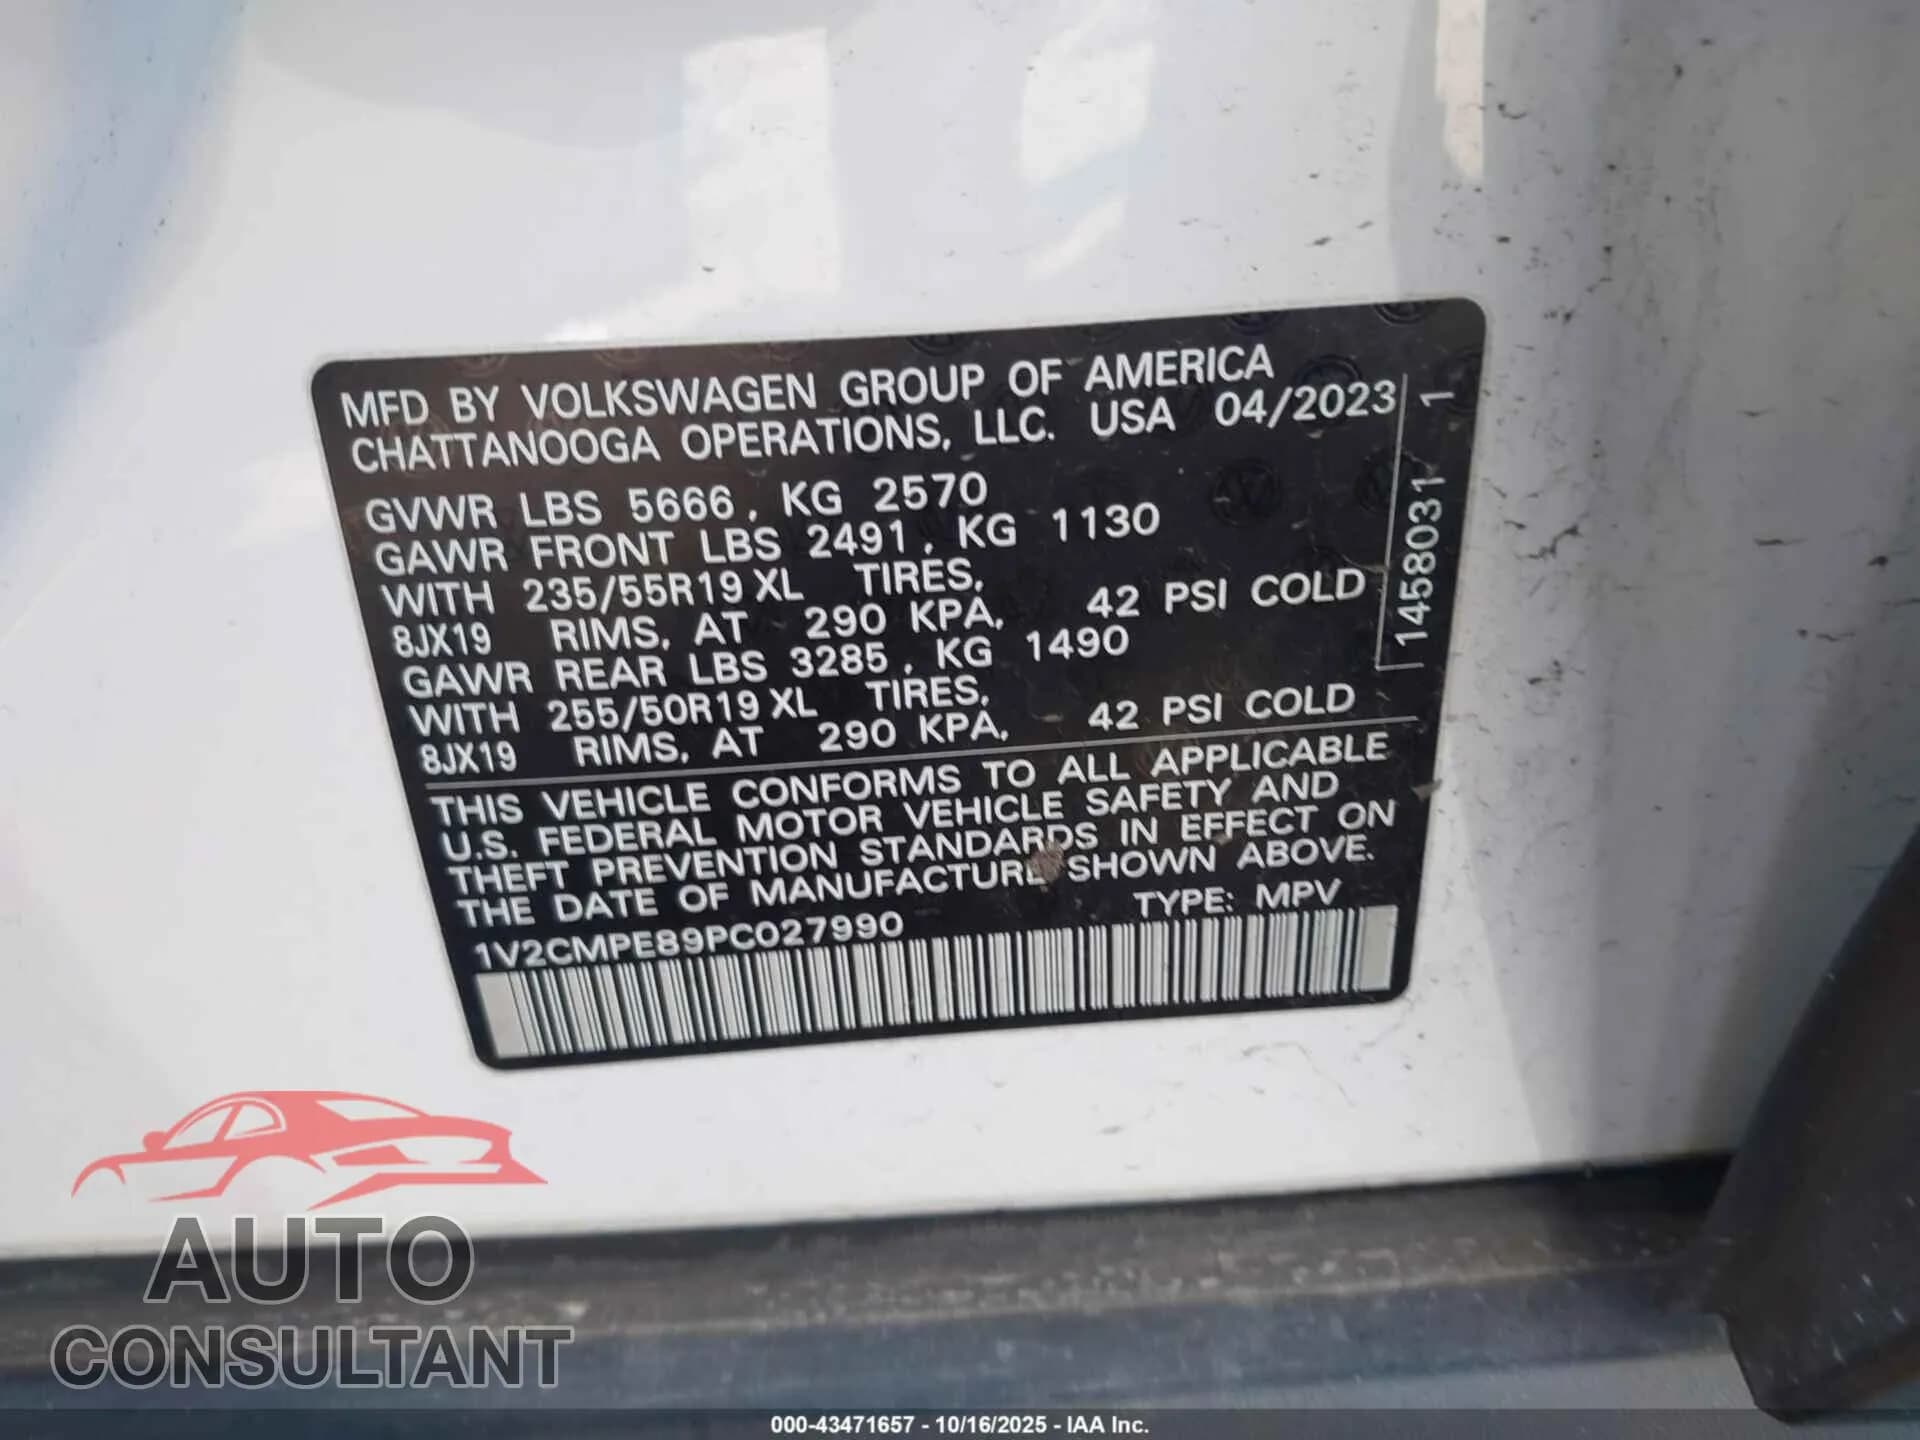 MFD BY VOLKSWAGEN GROUP OF AMERICA
CHATTANOOGA OPERATIONS, LLC. USA 04/2023
GVWR LBS 5666, KG 2570
GAWR FRONT LBS 2491, KG 1130
WITH 235/55R19 XL TIRES,
8JX19 RIMS, AT 290 KPA, 42 PSI COLD
GAWR REAR LBS 3285, KG 1490
WITH 255/50R19 XL TIRES,
8JX19 RIMS, AT 290 KPA, 42 PSI COLD
THIS VEHICLE CONFORMS TO ALL APPLICABLE
U.S. FEDERAL MOTOR VEHICLE SAFETY AND
THEFT PREVENTION STANDARDS IN EFFECT ON
THE DATE OF MANUFACTURE SHOWN ABOVE.
1V2CMPE89PC027990 TYPE: MPV
1458031 1
AUTO
CONSULTANT
000-43471657 - 10/16/2025 - IAA Inc.